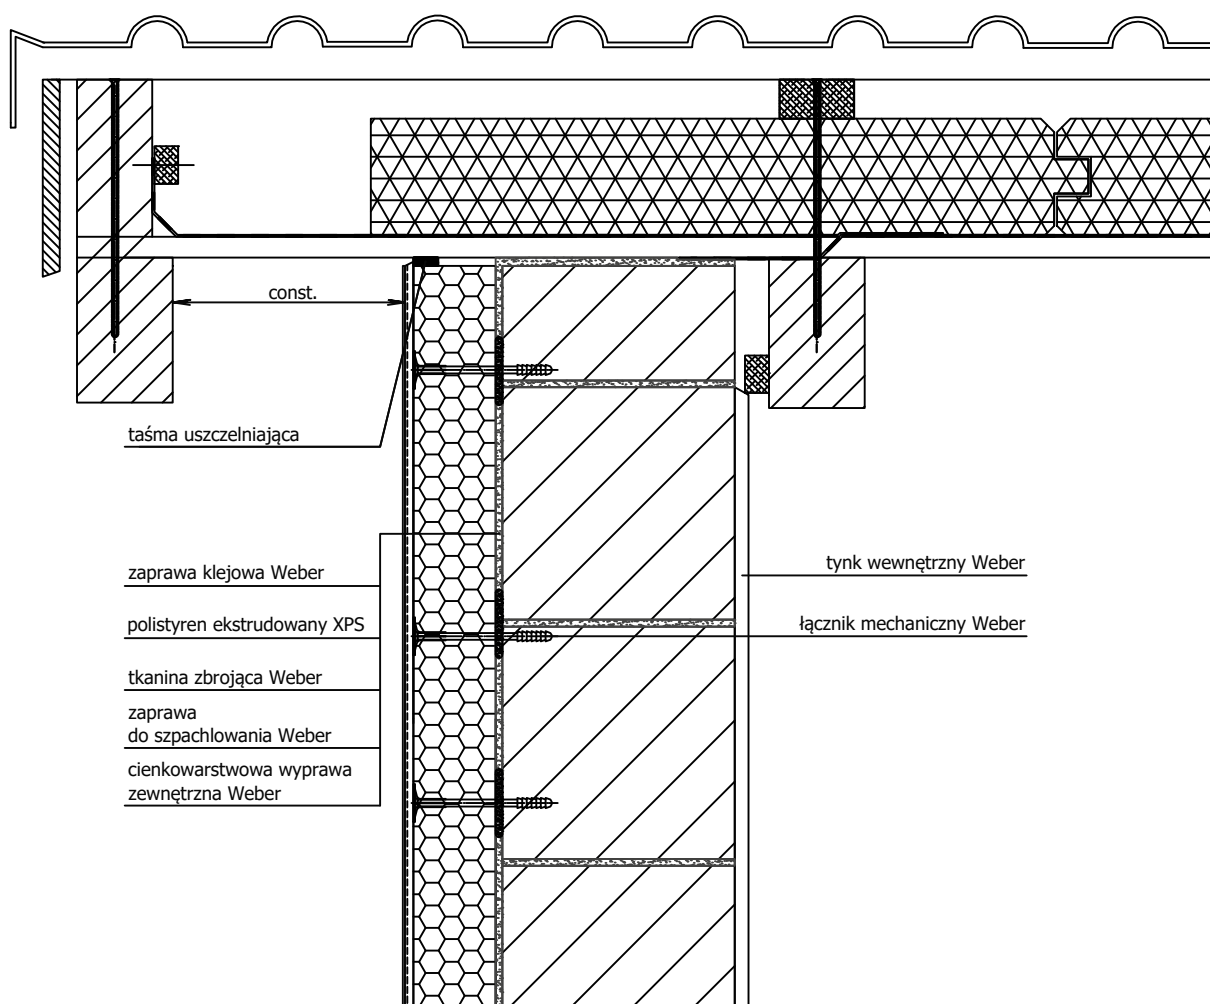 const.
taśma uszczelniająca
zaprawa klejowa Weber
polistyren ekstrudowany XPS
tkanina zbrojąca Weber
zaprawa
do szpachlowania Weber
cienkowarstwowa wyprawa
zewnętrzna Weber
tynk wewnętrzny Weber
łącznik mechaniczny Weber